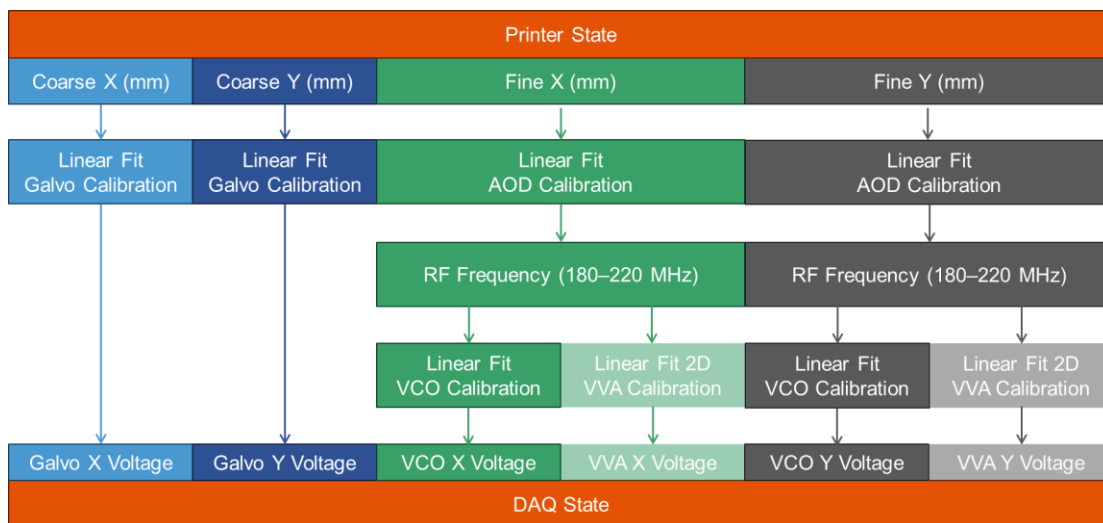 Printer State
Coarse X (mm)
Coarse Y (mm)
Fine X (mm)
Fine Y (mm)
Linear Fit
Galvo Calibration
Linear Fit
Galvo Calibration
Linear Fit
AOD Calibration
Linear Fit
AOD Calibration
RF Frequency (180–220 MHz)
RF Frequency (180–220 MHz)
Linear Fit
VCO Calibration
Linear Fit 2D
VVA Calibration
Linear Fit
VCO Calibration
Linear Fit 2D
VVA Calibration
Galvo X Voltage
Galvo Y Voltage
VCO X Voltage
VVA X Voltage
VCO Y Voltage
VVA Y Voltage
DAQ State